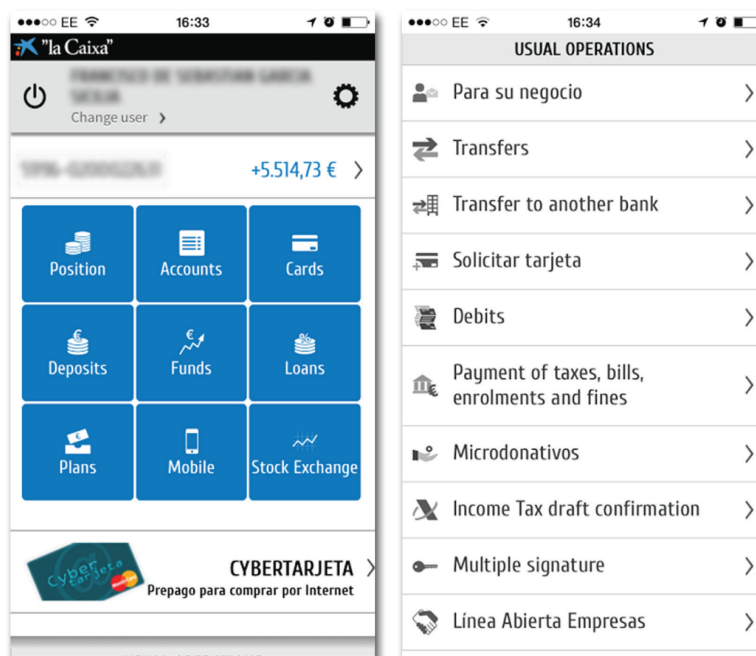 EE 16:33
"la Caixa"
Change user
+5.514,73 €
Position Accounts Cards
Deposits Funds Loans
Plans Mobile Stock Exchange
Cyber
tarjeta
CYBERTARJETA
Prepago para comprar por Internet
EE 16:34
USUAL OPERATIONS
Para su negocio
Transfers
Transfer to another bank
Solicitar tarjeta
Debits
Payment of taxes, bills,
enrolments and fines
Microdonativos
Income Tax draft confirmation
Multiple signature
Línea Abierta Empresas